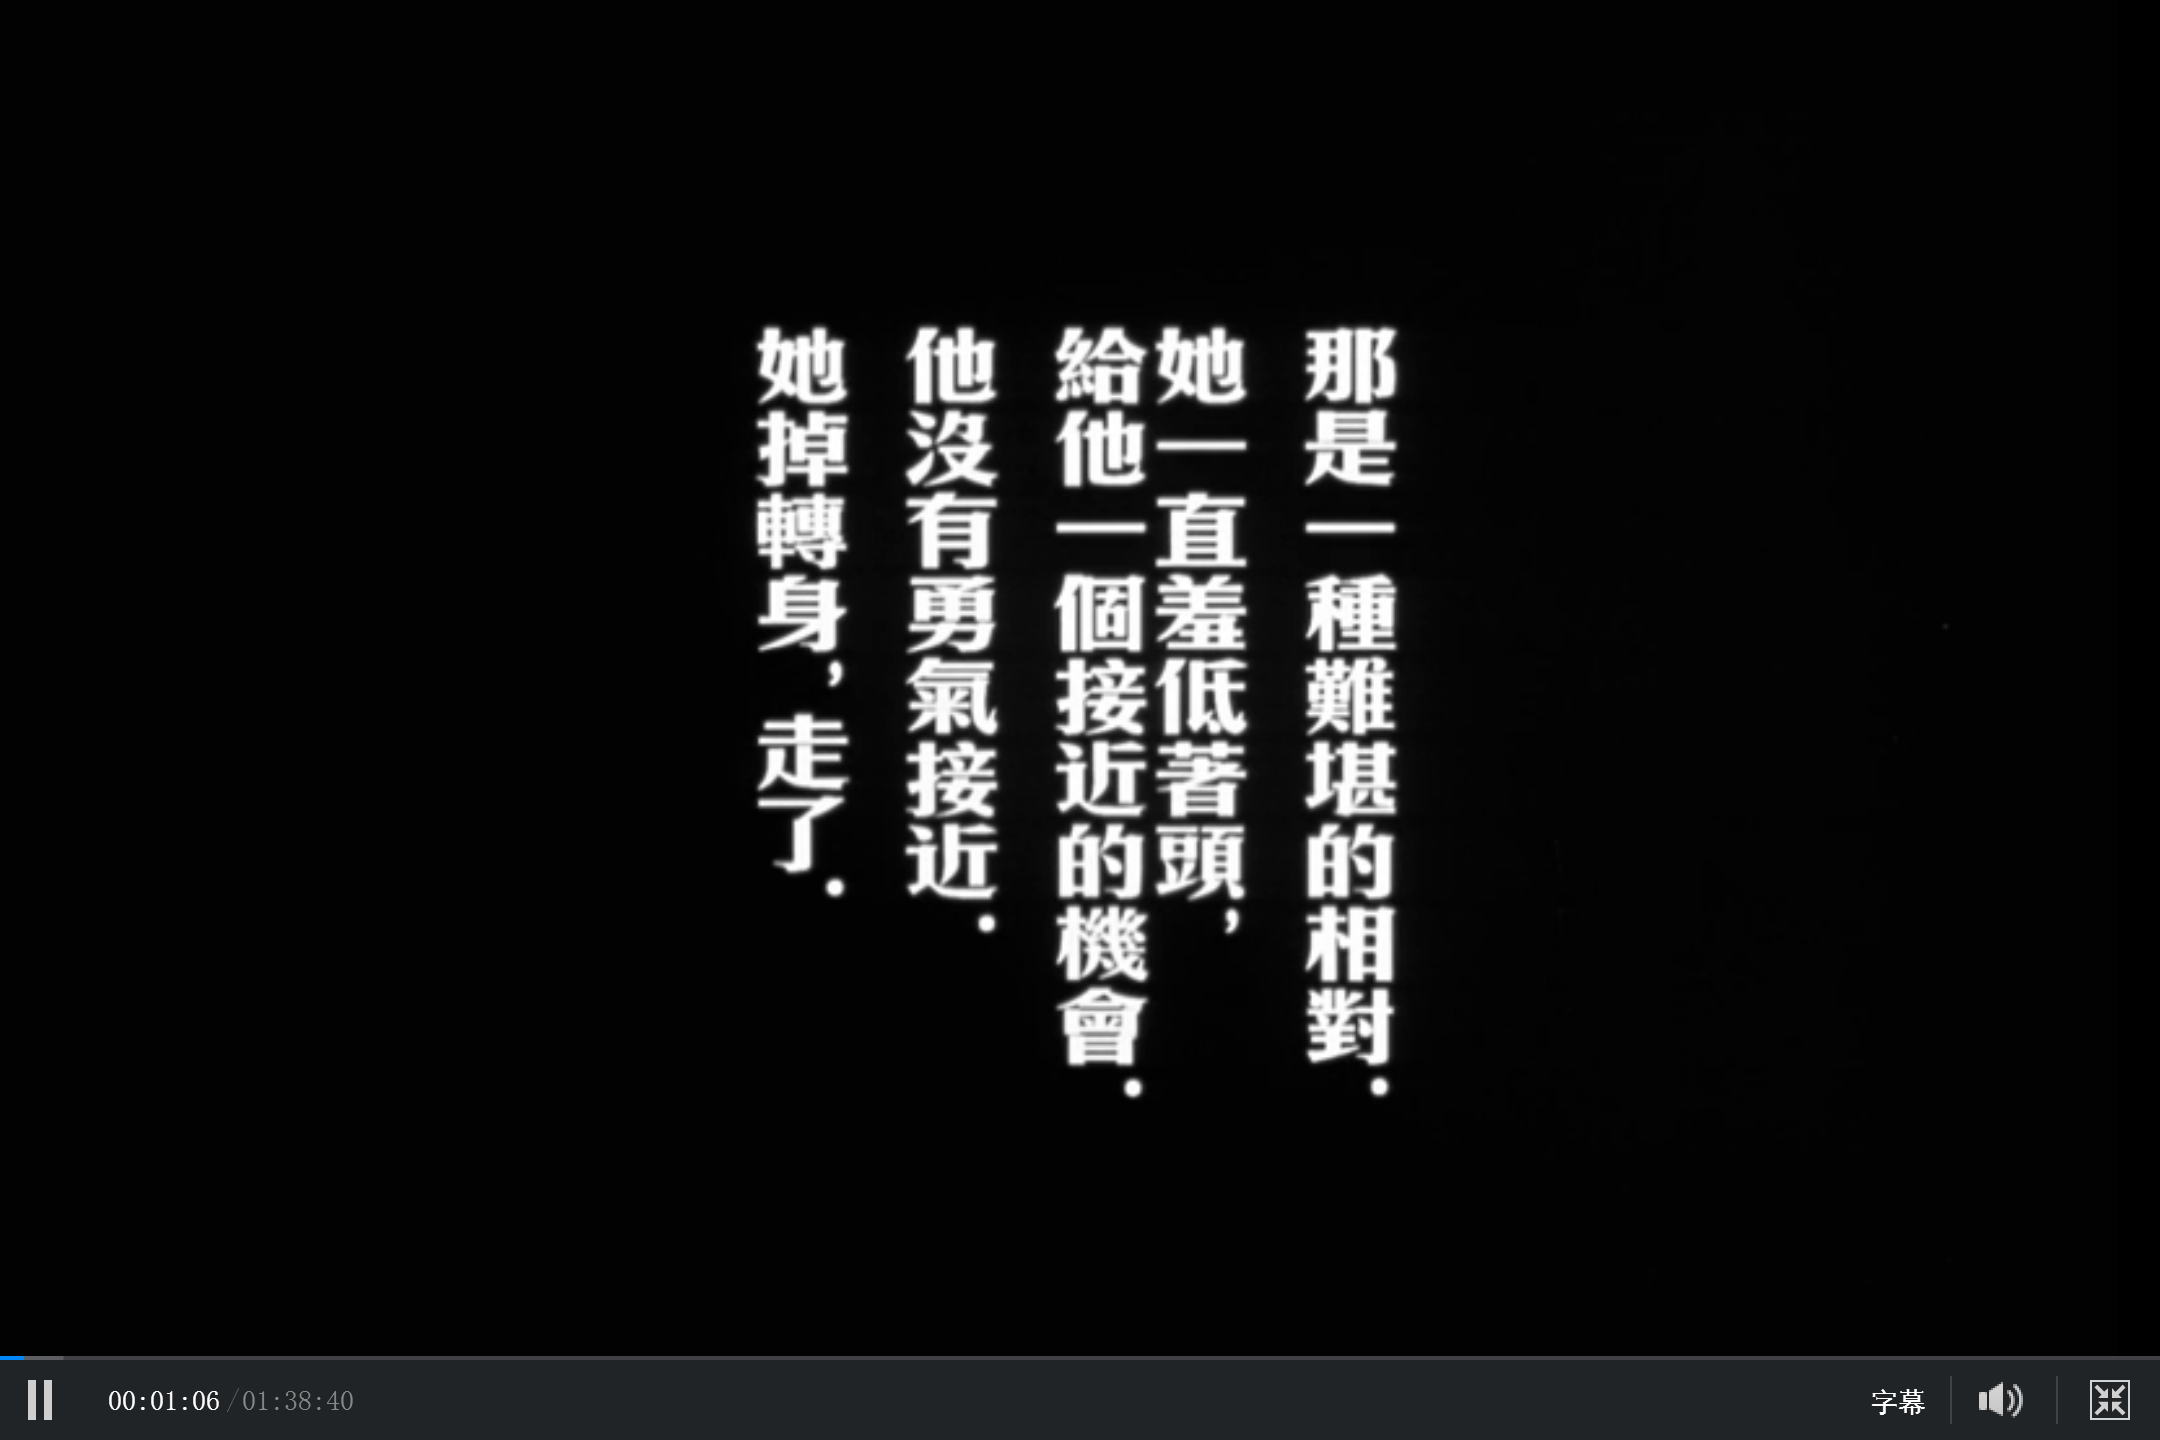 那是一種難堪的相對.
她一直羞低著頭,
給他一個接近的機會.
他沒有勇氣接近.
她掉轉身,走了.
00:01:06/01:38:40
字幕